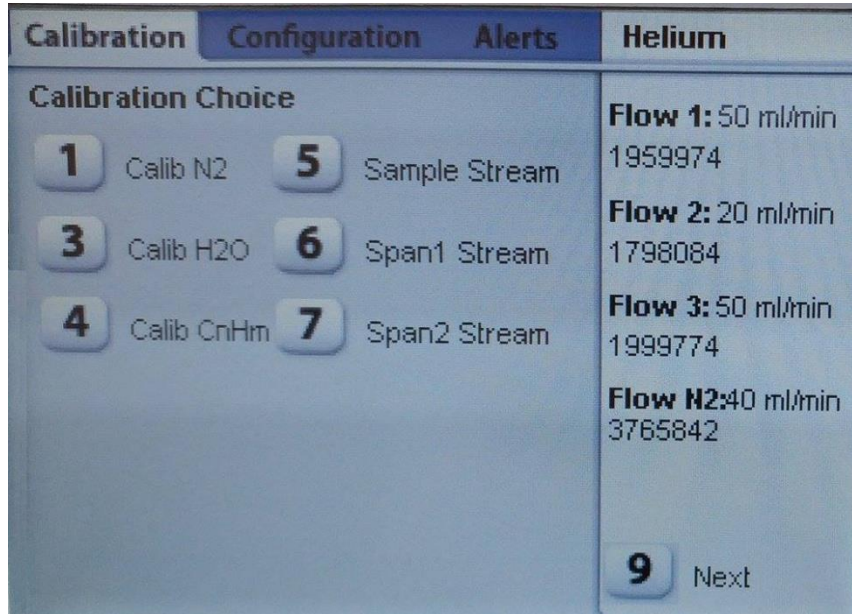 Calibration Configuration Alerts Helium
Calibration Choice
1 Calib N2 5 Sample Stream
3 Calib H2O 6 Span1 Stream
4 Calib CnHm 7 Span2 Stream
Flow 1: 50 ml/min
1959974
Flow 2: 20 ml/min
1798084
Flow 3: 50 ml/min
1999774
Flow N2:40 ml/min
3765842
9 Next